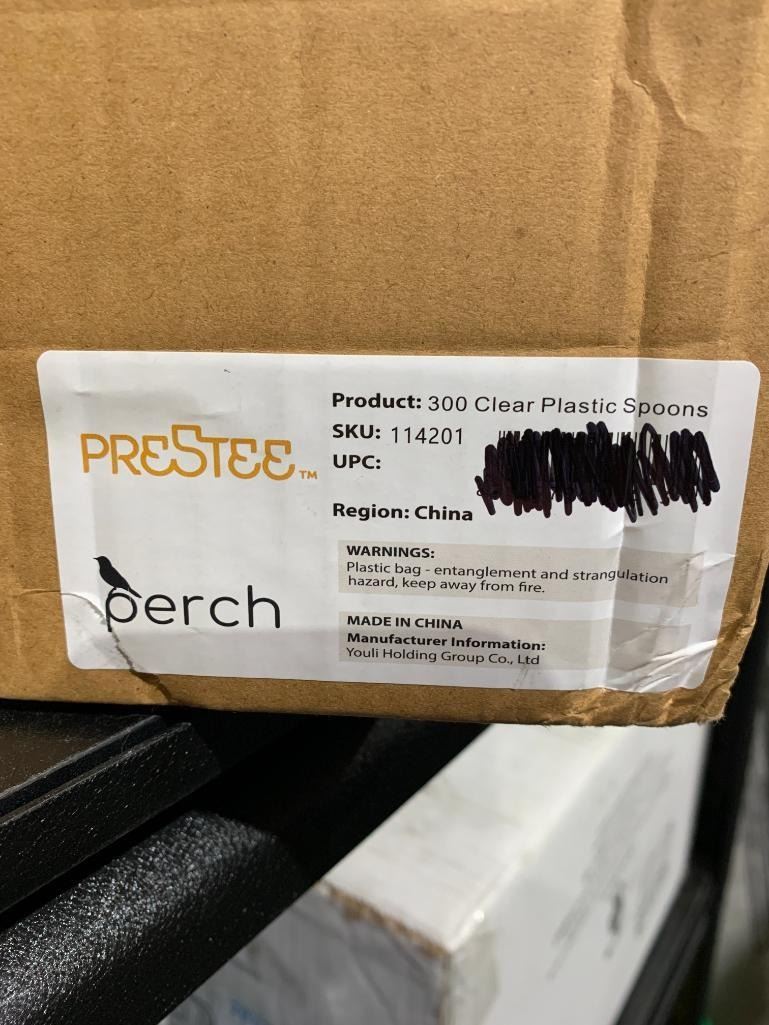 PRESTEE™
perch
Product: 300 Clear Plastic Spoons
SKU: 114201
UPC:
Region: China
WARNINGS:
Plastic bag - entanglement and strangulation
hazard, keep away from fire.
MADE IN CHINA
Manufacturer Information:
Youli Holding Group Co., Ltd